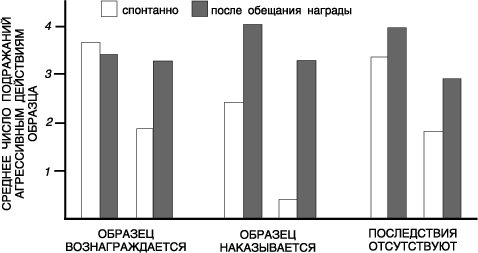 спонтанно
после обещания награды
СРЕДНЕЕ ЧИСЛО ПОДРАЖАНИЙ
АГРЕССИВНЫМ ДЕЙСТВИЯМ
ОБРАЗЦА
4
3
2
1
ОБРАЗЕЦ
ВОЗНАГРАЖДАЕТСЯ
ОБРАЗЕЦ
НАКАЗЫВАЕТСЯ
ПОСЛЕДСТВИЯ
ОТСУТСТВУЮТ